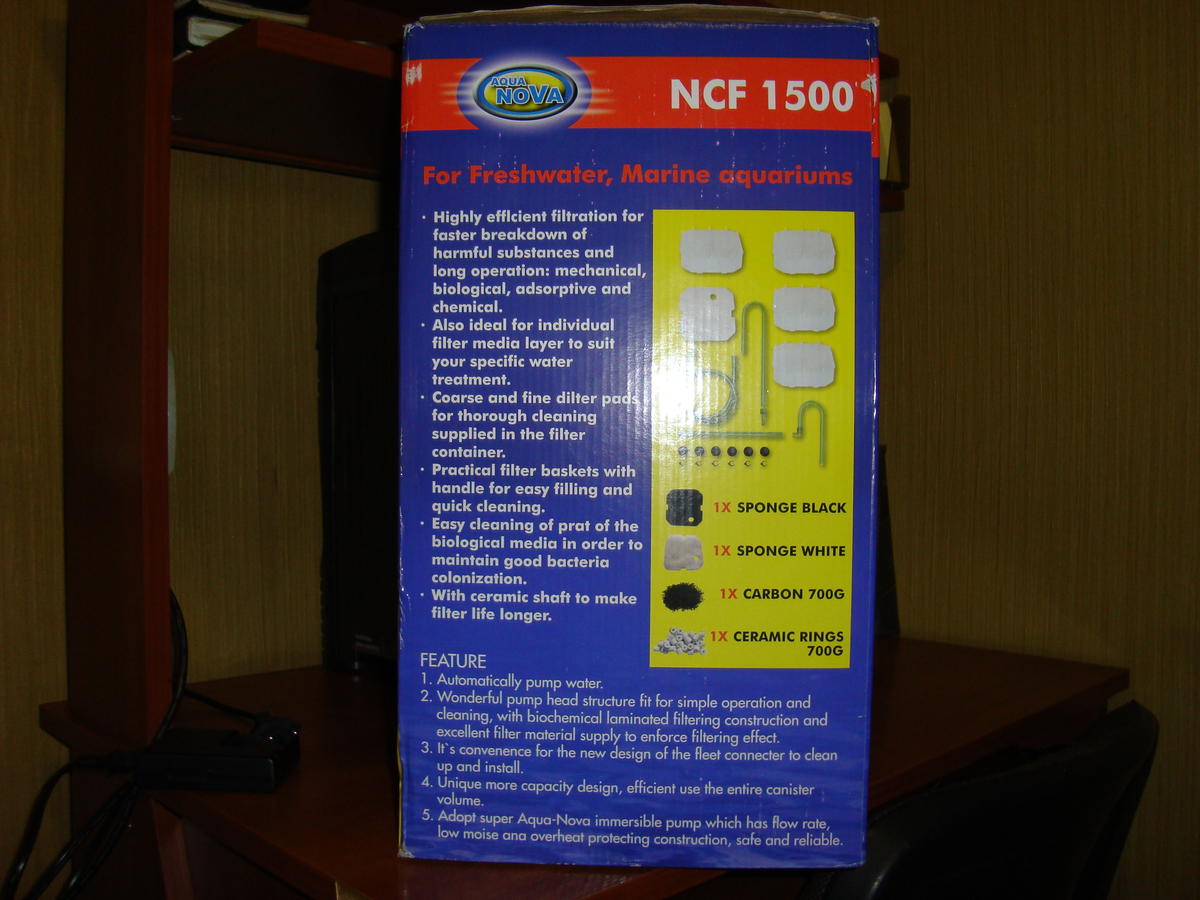 AQUA
NOVA
NCF 1500
For Freshwater, Marine aquariums
· Highly efflcient filtration for
faster breakdown of
harmful substances and
long operation: mechanical,
biological, adsorptive and
chemical.
· Also ideal for individual
filter media layer to suit
your specific water
treatment.
· Coarse and fine dilter pads
for thorough cleaning
supplied in the filter
container.
· Practical filter baskets with
handle for easy filling and
quick cleaning.
· Easy cleaning of prat of the
biological media in order to
maintain good bacteria
colonization.
· With ceramic shaft to make
filter life longer.
1X SPONGE BLACK
1X SPONGE WHITE
1X CARBON 700G
1X CERAMIC RINGS
700G
FEATURE
1. Automatically pump water.
2. Wonderful pump head structure fit for simple operation and
cleaning, with biochemical laminated filtering construction and
excellent filter material supply to enforce filtering effect.
3. It`s convenence for the new design of the fleet connecter to clean
up and install.
4. Unique more capacity design, efficient use the entire canister
volume.
5. Adopt super Aqua-Nova immersible pump which has flow rate,
low moise ana overheat protecting construction, safe and reliable.